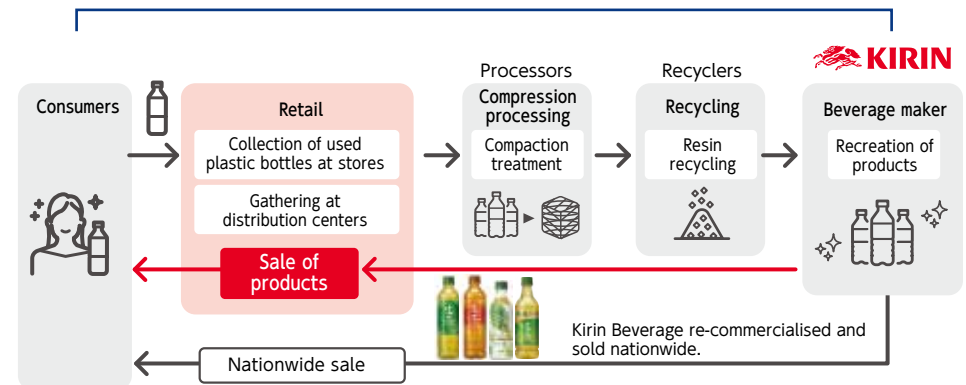 KIRIN
Processors
Recyclers
Consumers
Retail
Compression
processing
Recycling
Beverage maker
Collection of used
plastic bottles at stores
Compaction
treatment
Resin
recycling
Recreation of
products
Gathering at
distribution centers
Sale of
products
Kirin Beverage re-commercialised and
sold nationwide.
Nationwide sale